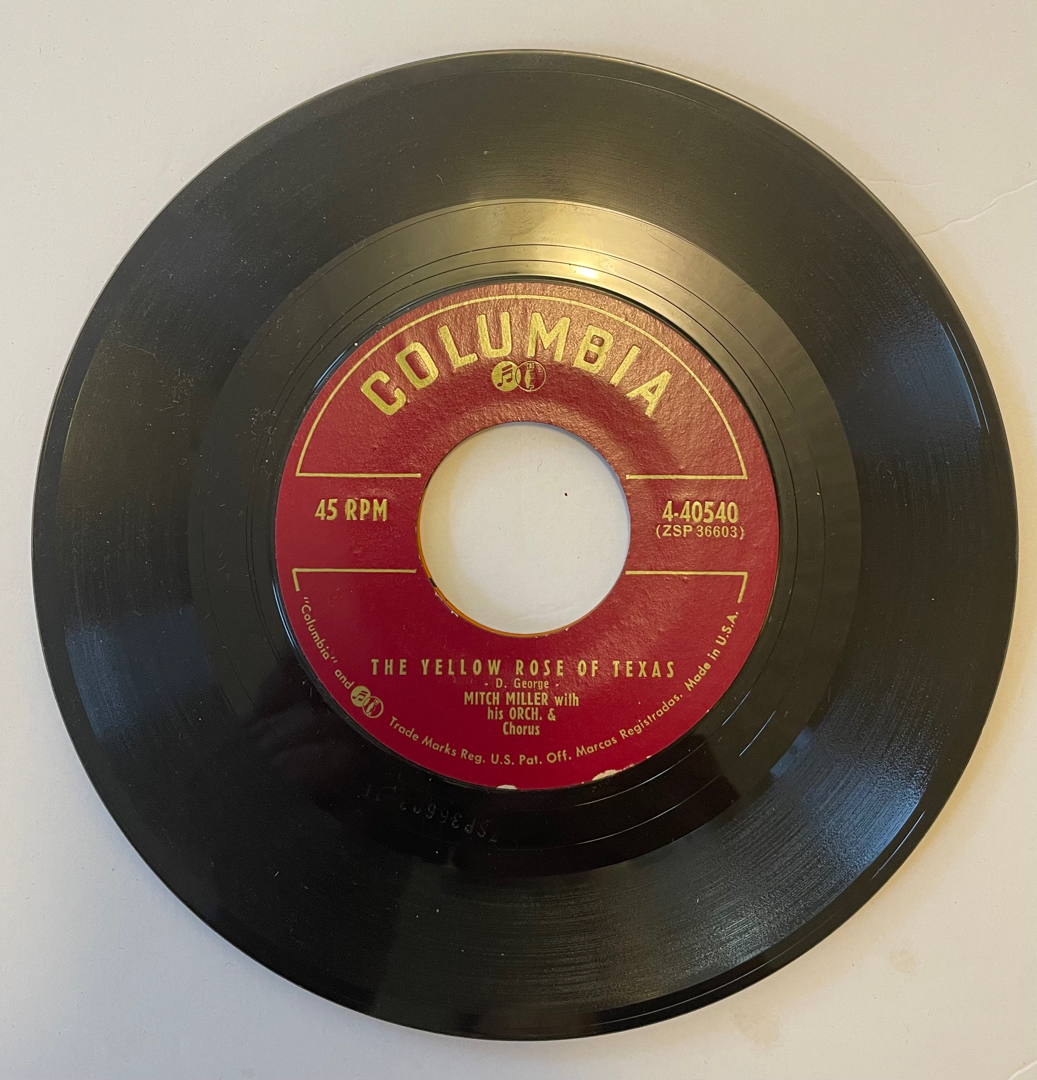 COLUMBIA
45 RPM
4-40540
(ZSP 36603)
THE YELLOW ROSE OF TEXAS
- D. George -
MITCH MILLER with
his ORCH. &
Chorus
"Columbia" and Trade Marks Reg. U.S. Pat. Off. Marcas Registradas. Made in U.S.A.